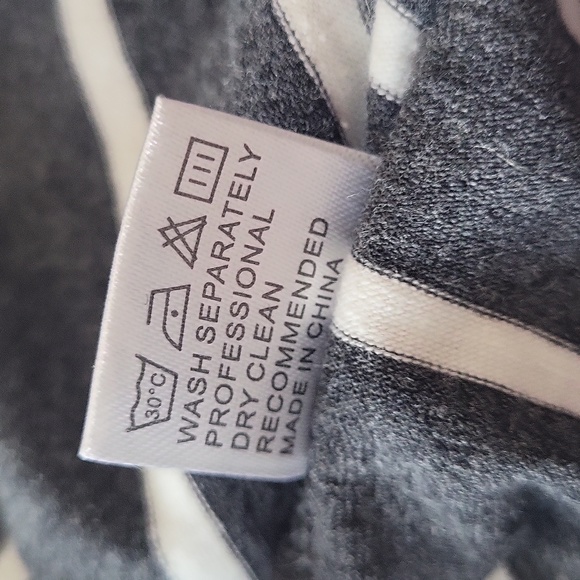 30°C
WASH SEPARATELY
PROFESSIONAL
DRY CLEAN
RECOMMENDED
MADE IN CHINA